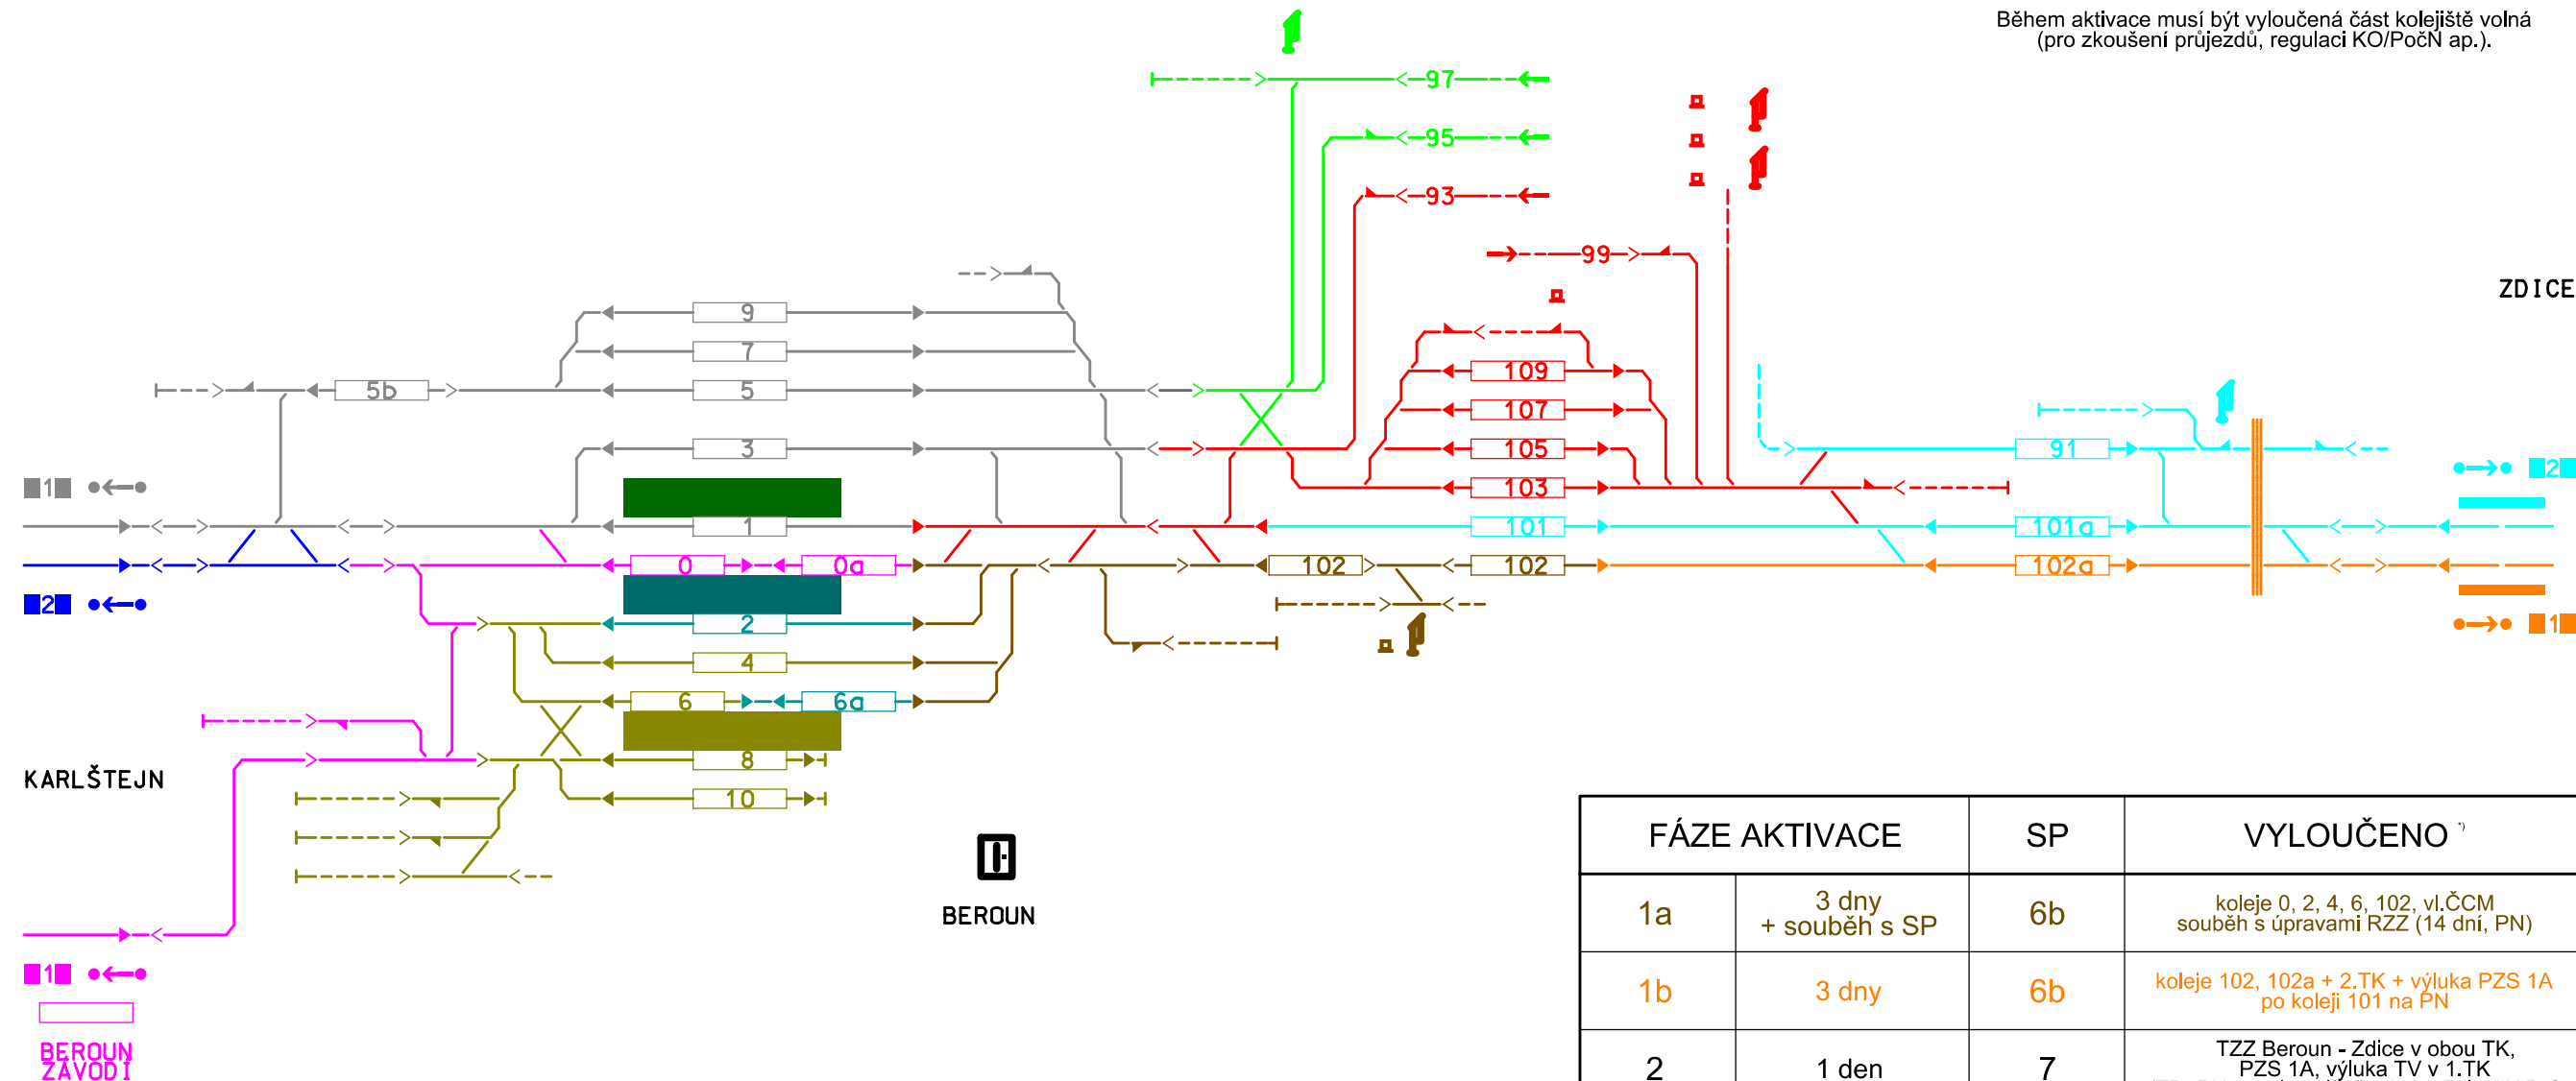 Během aktivace musí být vyloučená část kolejiště volná
(pro zkoušení průjezdů, regulaci KO/PočN ap.).
97
95
93
99
ZDICE
9
7
5b
5
3
109
107
105
103
91
1
1
101
101a
2
0
0a
102
102
102a
2
2
1
4
6
6a
8
10
KARLŠTEJN
BEROUN
1
BEROUN
ZÁVODÍ
FÁZE AKTIVACE
SP
VYLOUČENO *)
1a
3 dny
+ souběh s SP
6b
koleje 0, 2, 4, 6, 102, vl.ČCM
souběh s úpravami RZZ (14 dní, PN)
1b
3 dny
6b
koleje 102, 102a + 2.TK + výluka PZS 1A
po koleji 101 na PN
2
1 den
7
TZZ Beroun - Zdice v obou TK,
PZS 1A, výluka TV v 1.TK